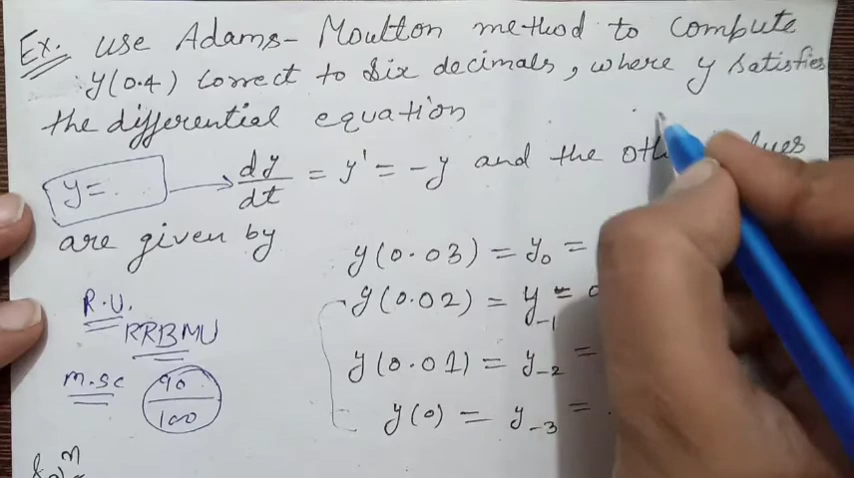 Ex. use Adams-Moulton method to compute
y(0.4) correct to six decimals, where y satisfies
the differential equation
y=. → dy/dt = y' = -y and the
are given by
y(0.03) = y₀ =
y(0.02) = y₋₁ =
y(0.01) = y₋₂ =
y(0) = y₋₃ =
R.U.
RRBMU
M.Sc
90/100